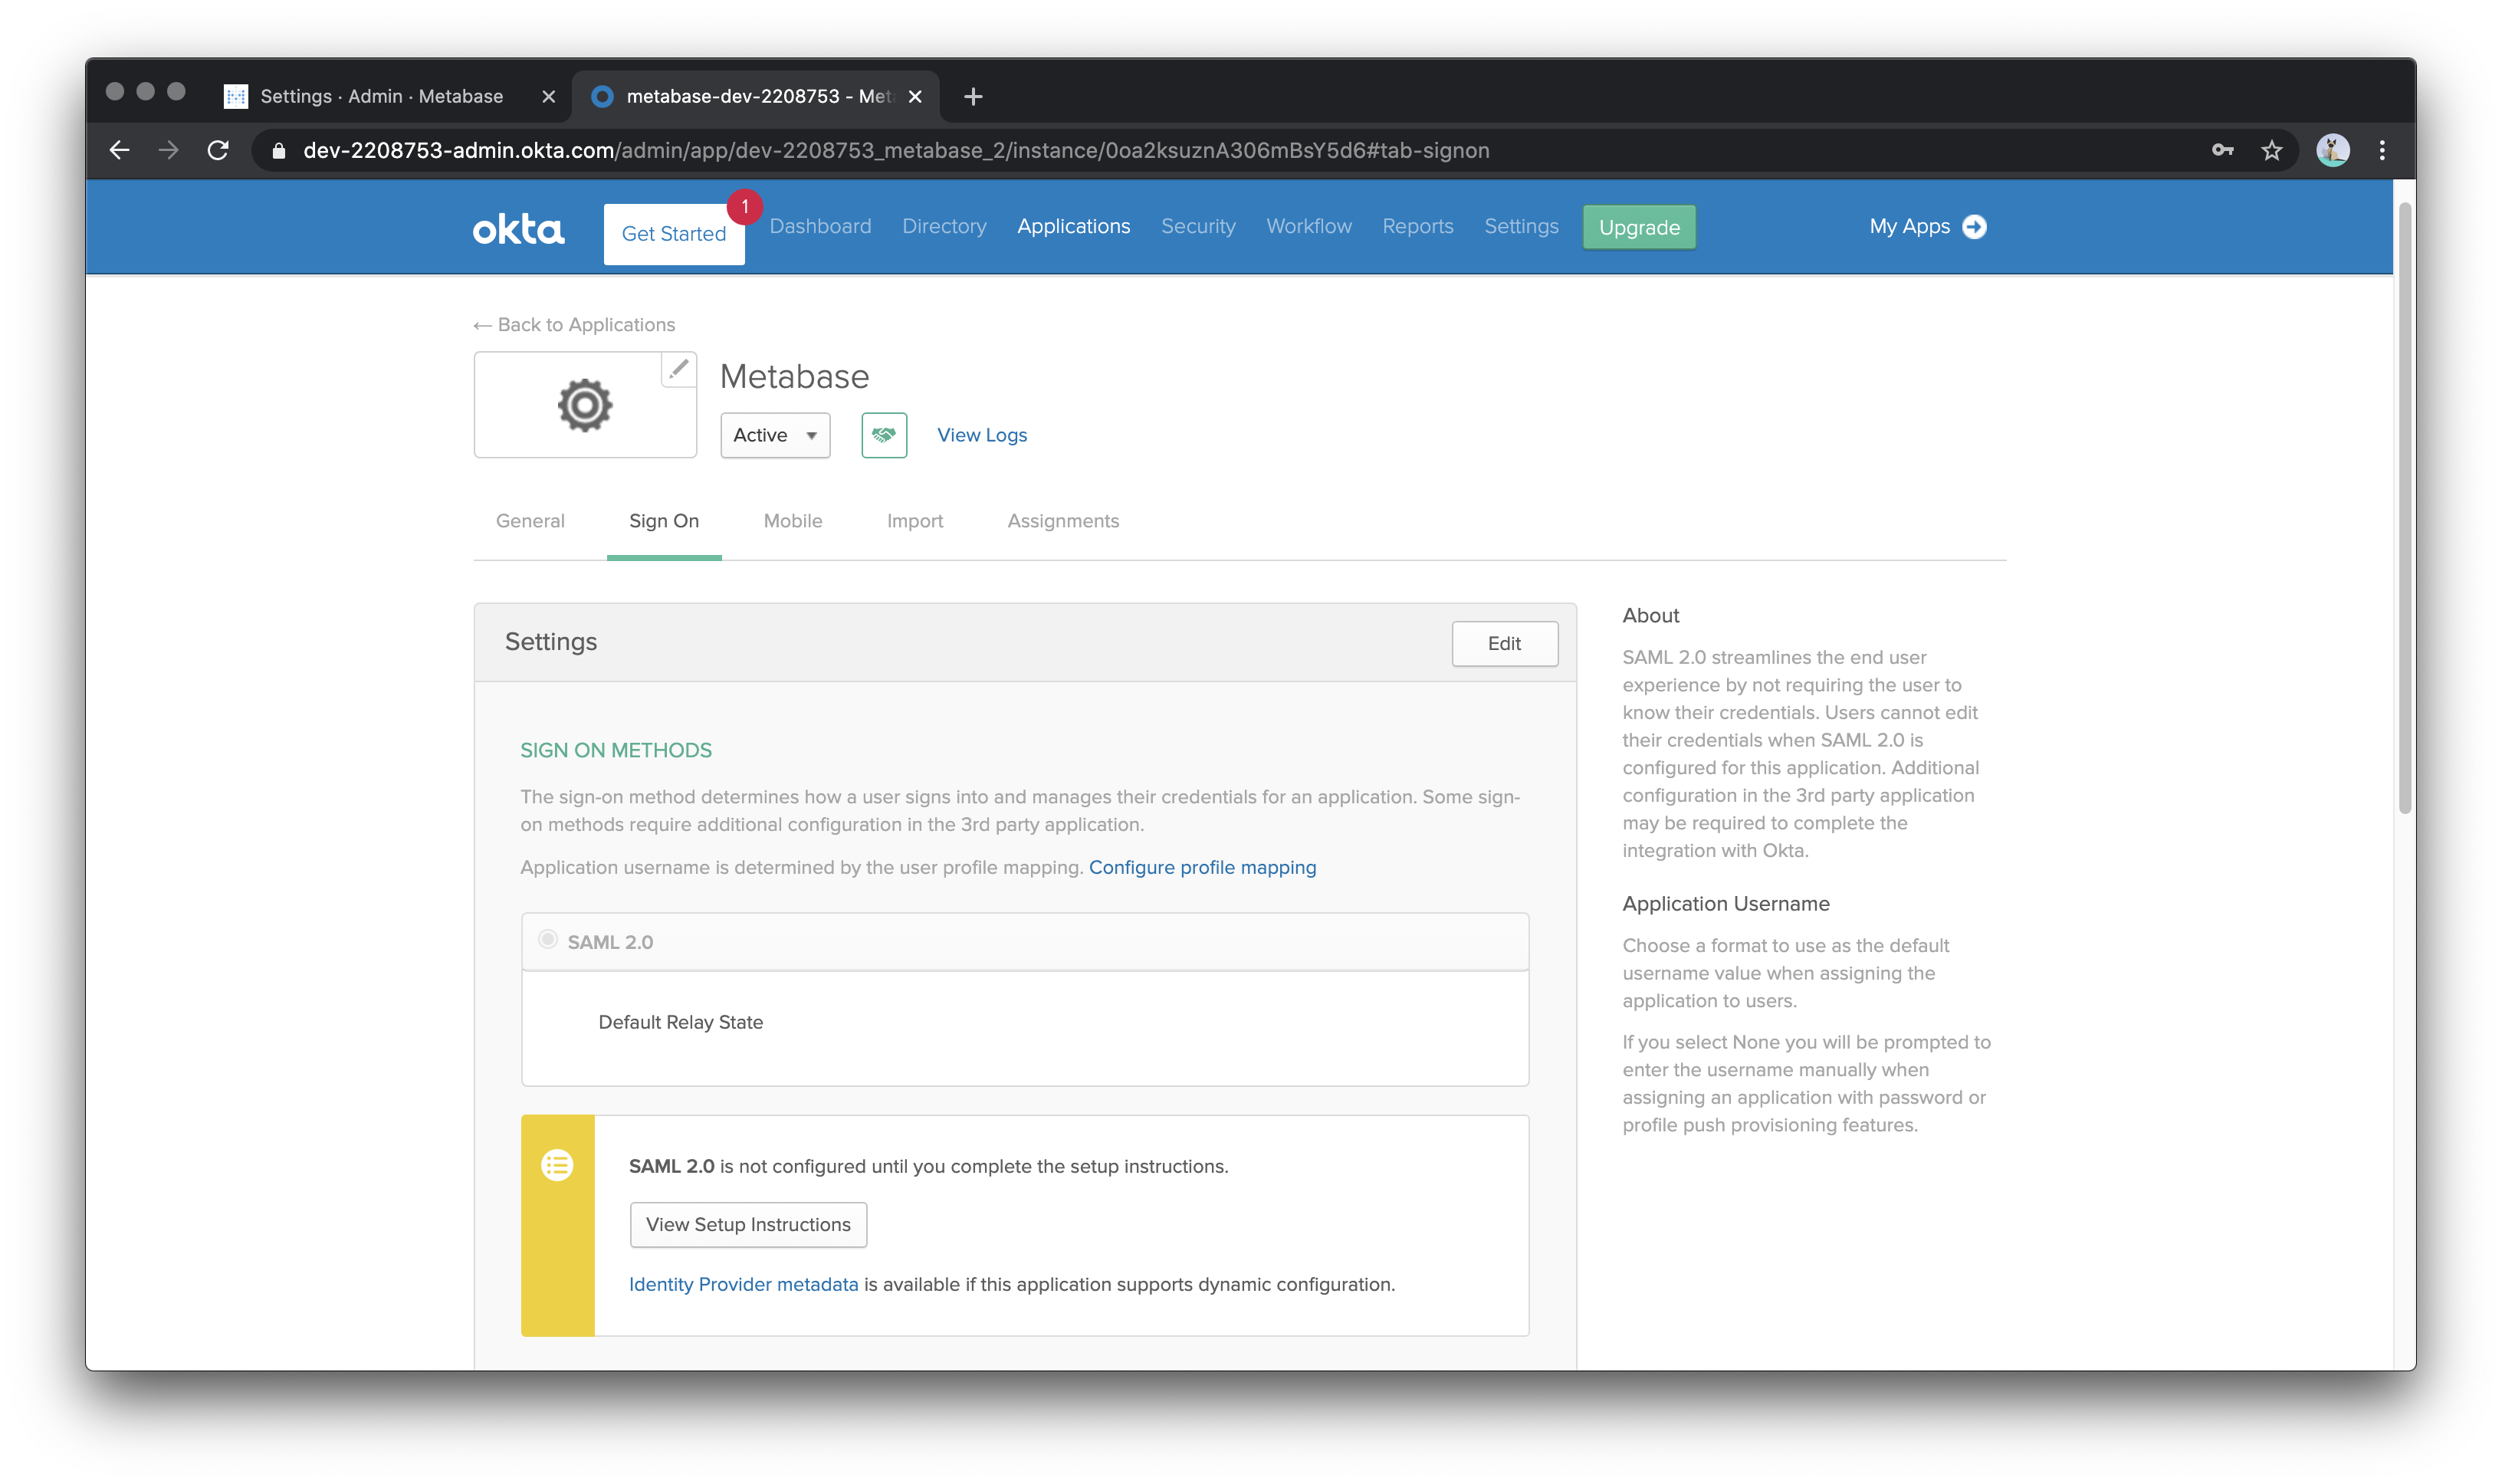 Settings · Admin · Metabase
metabase-dev-2208753 - Met
dev-2208753-admin.okta.com/admin/app/dev-2208753_metabase_2/instance/0oa2ksuznA306mBsY5d6#tab-signon
okta
Get Started
1
Dashboard
Directory
Applications
Security
Workflow
Reports
Settings
Upgrade
My Apps
← Back to Applications
Metabase
Active
View Logs
General
Sign On
Mobile
Import
Assignments
Settings
Edit
SIGN ON METHODS
The sign-on method determines how a user signs into and manages their credentials for an application. Some sign-
on methods require additional configuration in the 3rd party application.
Application username is determined by the user profile mapping. Configure profile mapping
SAML 2.0
Default Relay State
SAML 2.0 is not configured until you complete the setup instructions.
View Setup Instructions
Identity Provider metadata is available if this application supports dynamic configuration.
About
SAML 2.0 streamlines the end user
experience by not requiring the user to
know their credentials. Users cannot edit
their credentials when SAML 2.0 is
configured for this application. Additional
configuration in the 3rd party application
may be required to complete the
integration with Okta.
Application Username
Choose a format to use as the default
username value when assigning the
application to users.
If you select None you will be prompted to
enter the username manually when
assigning an application with password or
profile push provisioning features.